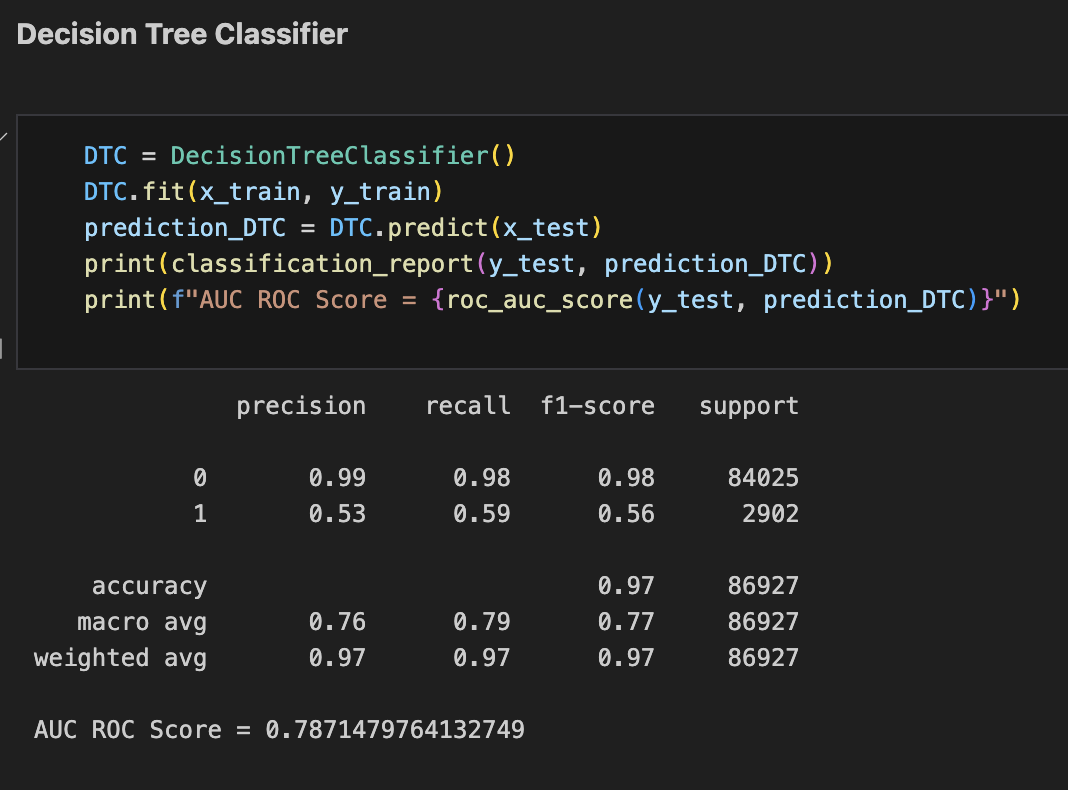 Decision Tree Classifier
DTC = DecisionTreeClassifier()
DTC.fit(x_train, y_train)
prediction_DTC = DTC.predict(x_test)
print(classification_report(y_test, prediction_DTC))
print(f"AUC ROC Score = {roc_auc_score(y_test, prediction_DTC)}")
precision recall f1-score support
0 0.99 0.98 0.98 84025
1 0.53 0.59 0.56 2902
accuracy 0.97 86927
macro avg 0.76 0.79 0.77 86927
weighted avg 0.97 0.97 0.97 86927
AUC ROC Score = 0.7871479764132749